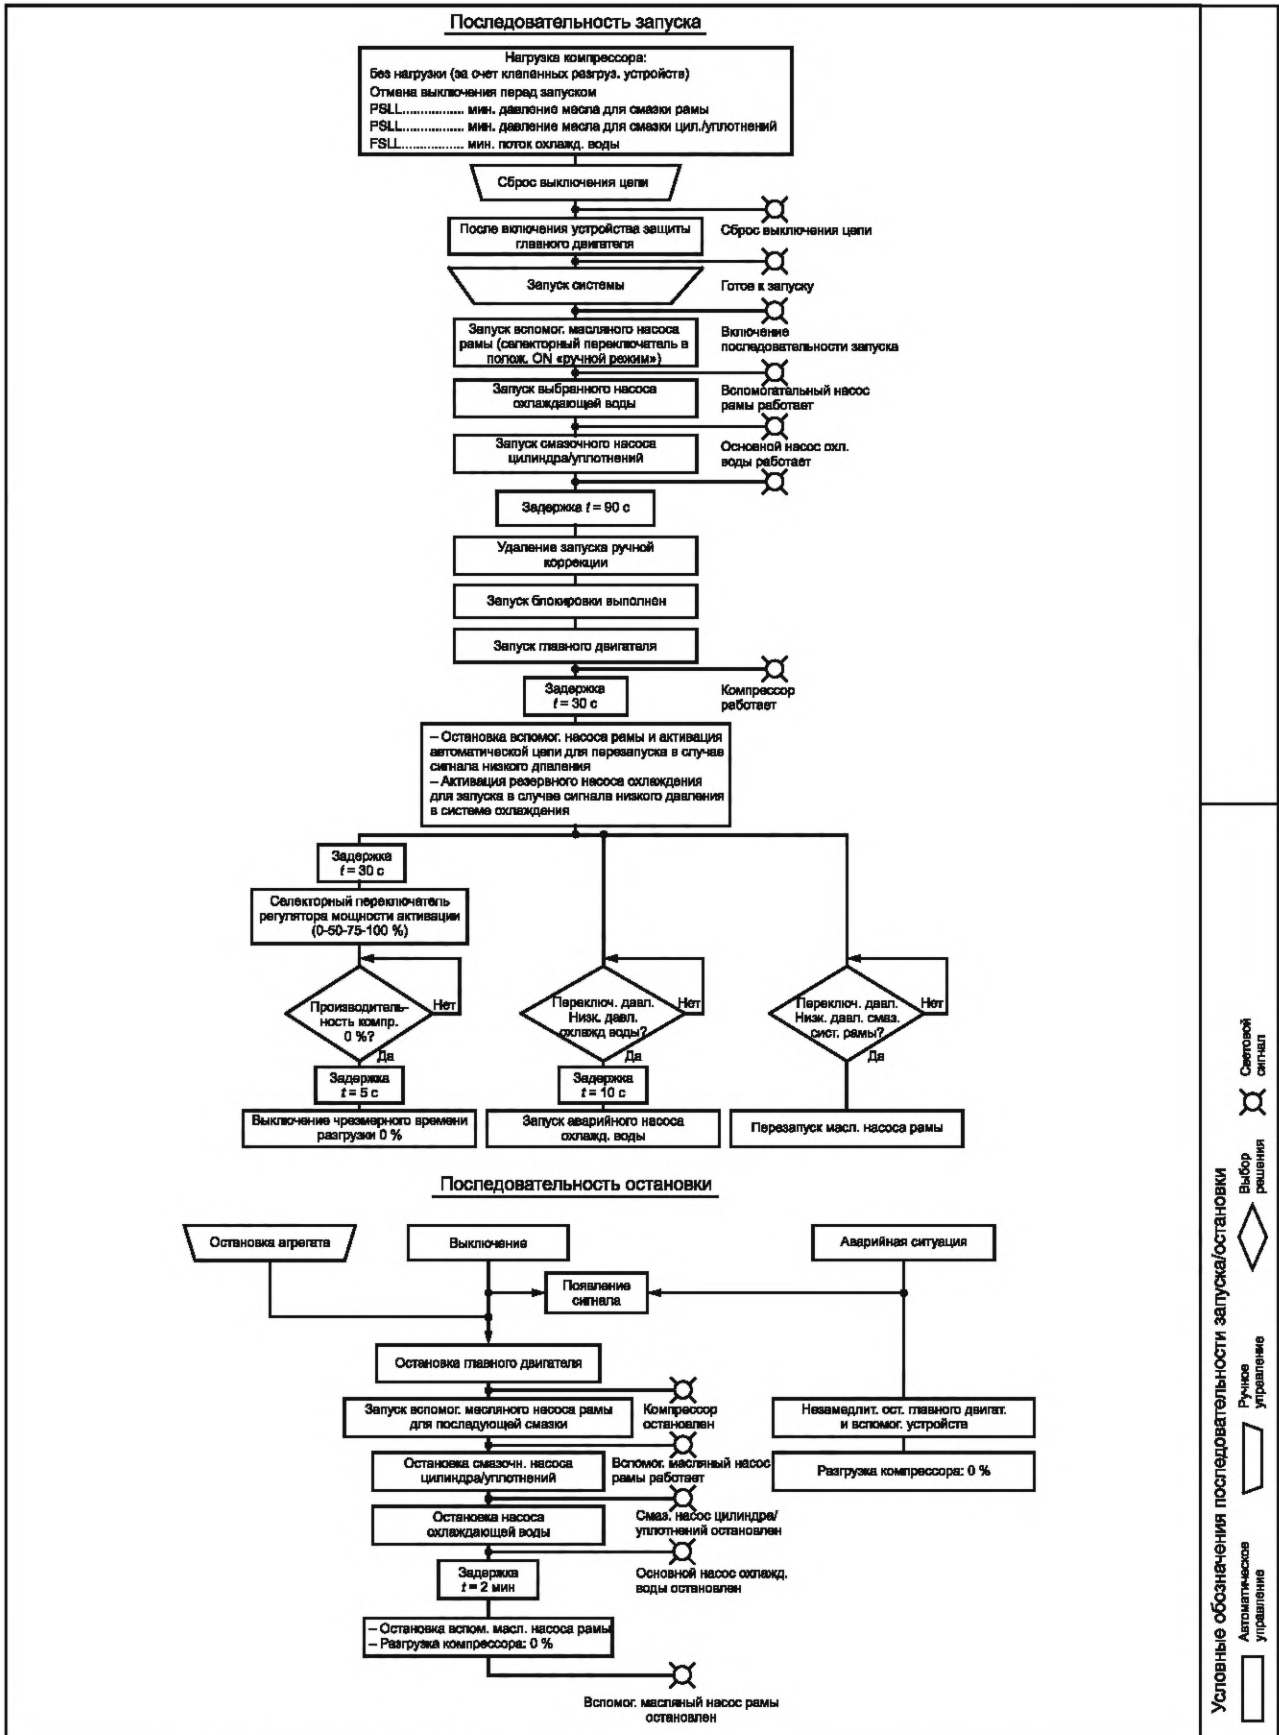 Последовательность запуска
Нагрузка компрессора:
без нагрузки (за счет клапанных разгруз. устройств)
Отмена выключения перед запуском
PSLL................ мин. давление масла для смазки рамы
PSLL................ мин. давление масла для смазки цил./уплотнений
FSLL................ мин. поток охлажд. воды
Сброс выключения цепи
Сброс выключения цепи
После включения устройства защиты
главного двигателя
Готов к запуску
Запуск системы
Включение
последовательности запуска
Запуск вспомог. масляного насоса
рамы (селекторный переключатель в
полож. ON «ручной режим»)
Вспомогательный насос
рамы работает
Запуск выбранного насоса
охлаждающей воды
Основной насос охл.
воды работает
Запуск смазочного насоса
цилиндра/уплотнений
Задержка t = 90 с
Удаление запуска ручной
коррекции
Запуск блокировки выполнен
Запуск главного двигателя
Компрессор
работает
Задержка
t = 30 с
– Остановка вспомог. насоса рамы и активация
автоматической цепи для перезапуска в случае
сигнала низкого дпаления
– Активация резервного насоса охлаждения
для запуска в случае сигнала низкого давления
в системе охлаждения
Задержка
t = 30 с
Селекторный переключатель
регулятора мощности активации
(0-50-75-100 %)
Производитель-
ность компр.
0 %?
Нет
Да
Задержка
t = 5 с
Выключение чрезмерного времени
разгрузки 0 %
Переключ. давл.
Низк. давл.
охлажд воды?
Нет
Да
Задержка
t = 10 с
Запуск аварийного насоса
охлажд. воды
Переключ. давл.
Низк. давл. смаз.
сист. рамы?
Нет
Да
Перезапуск масл. насоса рамы
Последовательность остановки
Остановка агрегата
Выключение
Аварийная ситуация
Появление
сигнала
Остановка главного двигателя
Компрессор
остановлен
Запуск вспомог. масляного насоса рамы
для последующей смазки
Вспомог. масляный насос
рамы работает
Остановка смазочн. насоса
цилиндра/уплотнений
Смаз. насос цилиндра/
уплотнений остановлен
Остановка насоса
охлаждающей воды
Основной насос охлажд.
воды остановлен
Задержка
t = 2 мин
– Остановка вспом. масл. насоса рамы
– Разгрузка компрессора: 0 %
Вспомог. масляный насос рамы
остановлен
Незамедлит. ост. главного двигат.
и вспомог. устройств
Разгрузка компрессора: 0 %
Условные обозначения последовательности запуска/остановки
Автоматическое
управление
Ручное
управление
Выбор
решения
Световой
сигнал